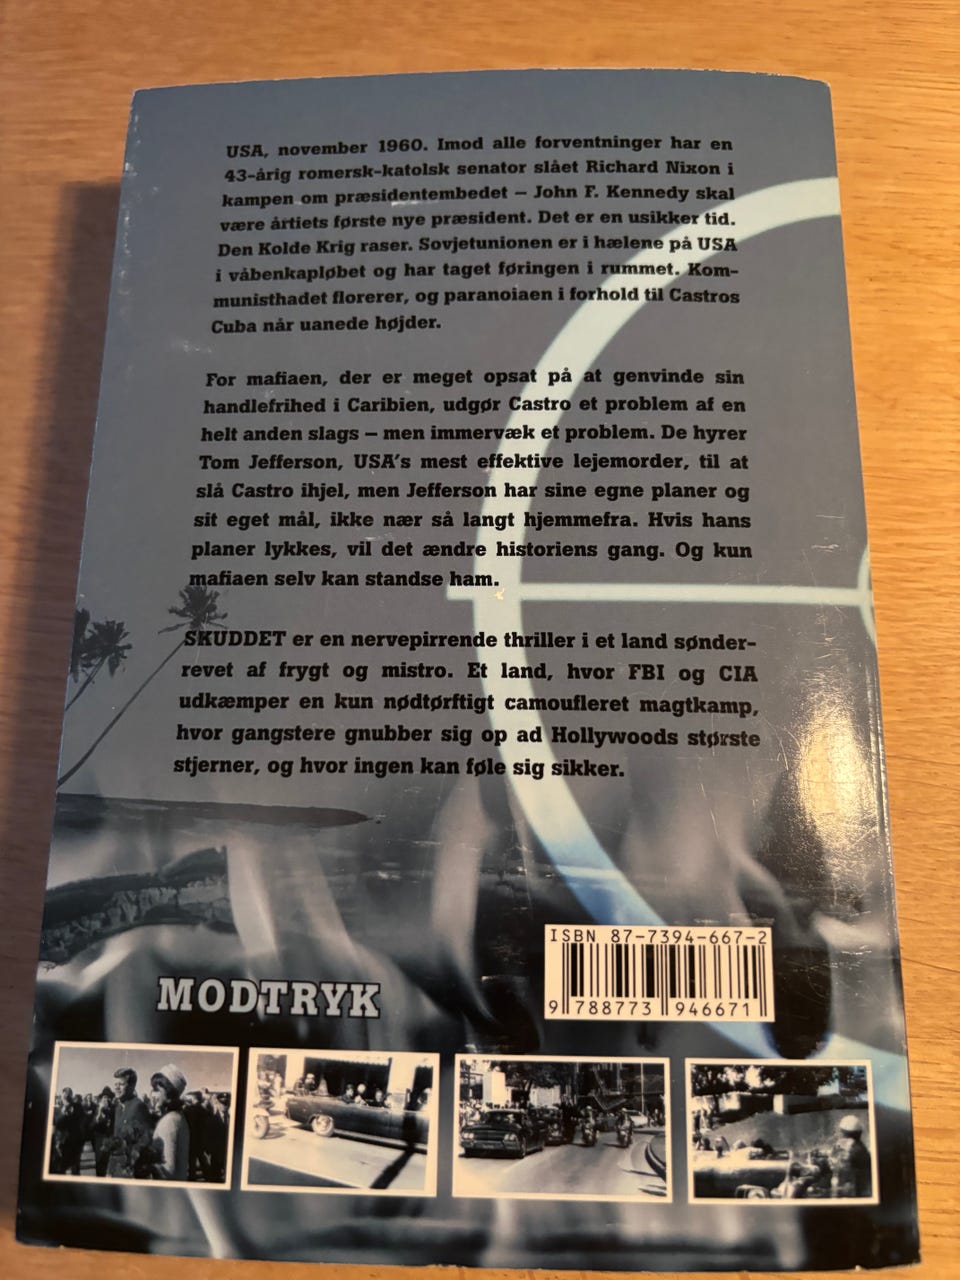 USA, november 1960. Imod alle forventninger har en
43-årig romersk-katolsk senator slået Richard Nixon i
kampen om præsidentembedet – John F. Kennedy skal
være årtiets første nye præsident. Det er en usikker tid.
Den Kolde Krig raser. Sovjetunionen er i hælene på USA
i våbenkapløbet og har taget føringen i rummet. Kom-
munisthadet florerer, og paranoiaen i forhold til Castros
Cuba når uanede højder.
For mafiaen, der er meget opsat på at genvinde sin
handlefrihed i Caribien, udgør Castro et problem af en
helt anden slags – men immervæk et problem. De hyrer
Tom Jefferson, USA's mest effektive lejemorder, til at
slå Castro ihjel, men Jefferson har sine egne planer og
sit eget mål, ikke nær så langt hjemmefra. Hvis hans
planer lykkes, vil det ændre historiens gang. Og kun
mafiaen selv kan standse ham.
SKUDDET er en nervepirrende thriller i et land sønder-
revet af frygt og mistro. Et land, hvor FBI og CIA
udkæmper en kun nødtørftigt camoufleret magtkamp,
hvor gangstere gnubber sig op ad Hollywoods største
stjerner, og hvor ingen kan føle sig sikker.
ISBN 87-7394-667-2
9 788773 946671
MODTRYK